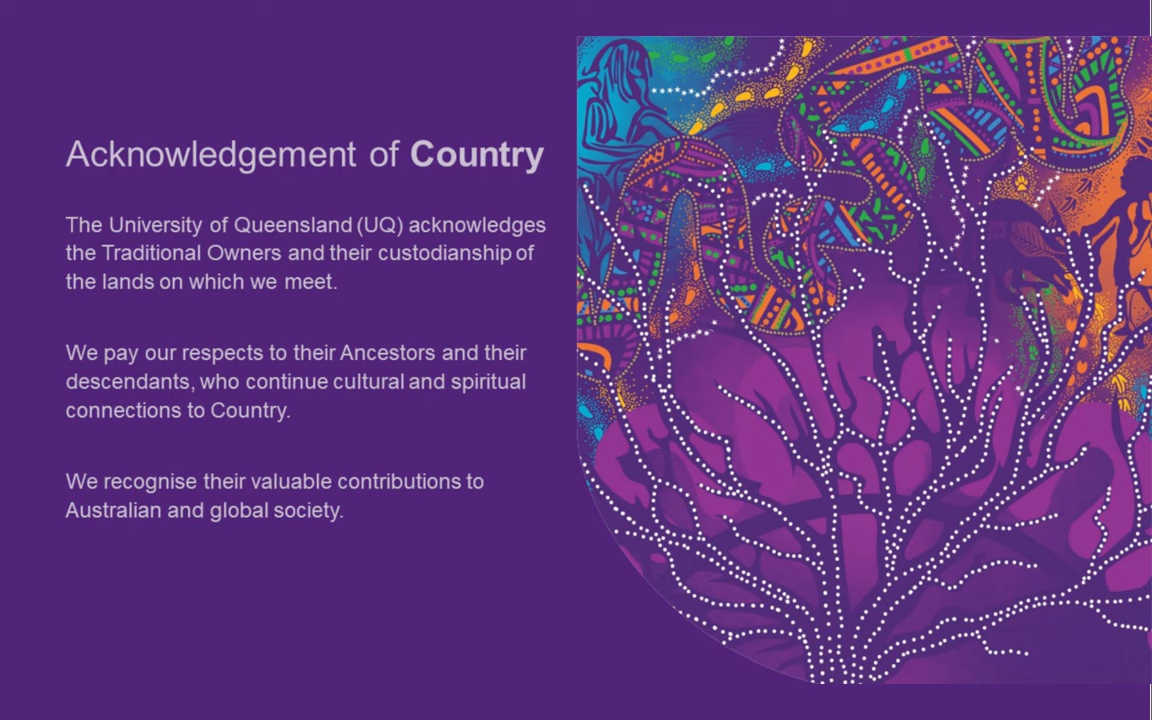 Acknowledgement of Country
The University of Queensland (UQ) acknowledges
the Traditional Owners and their custodianship of
the lands on which we meet.
We pay our respects to their Ancestors and their
descendants, who continue cultural and spiritual
connections to Country.
We recognise their valuable contributions to
Australian and global society.